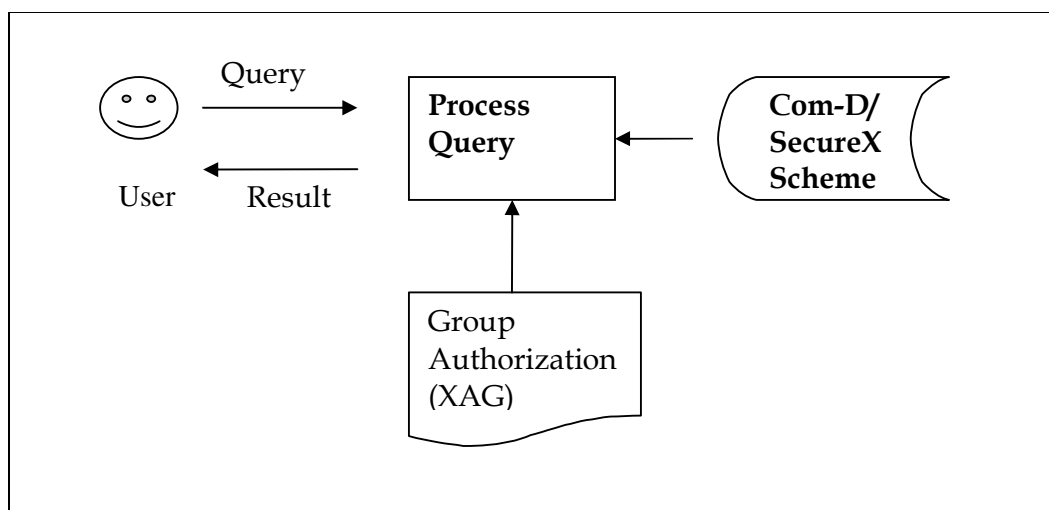 Query
User
Result
Process
Query
Com-D/
SecureX
Scheme
Group
Authorization
(XAG)